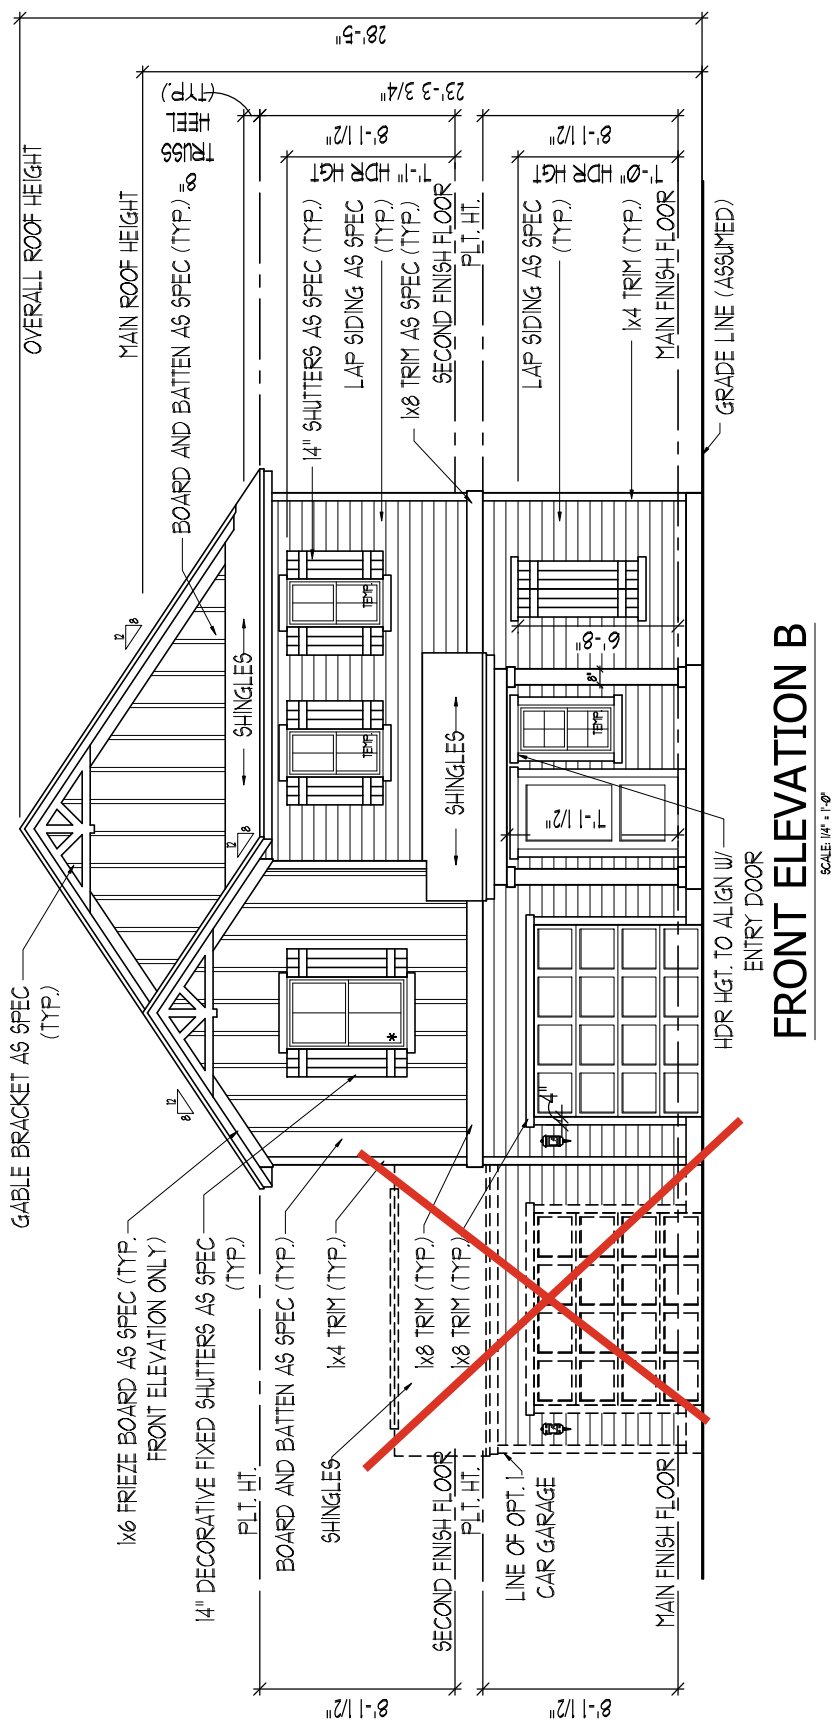 OVERALL ROOF HEIGHT
MAIN ROOF HEIGHT
8" TRUSS
HEEL
(TYP.)
28'-5"
23'-3 3/4"
8'-1 1/2"
8'-1 1/2"
7'-1" HDR HGT
7'-0" HDR HGT
BOARD AND BATTEN AS SPEC (TYP.)
14" SHUTTERS AS SPEC (TYP.)
LAP SIDING AS SPEC
(TYP.)
1x8 TRIM AS SPEC (TYP.)
SECOND FINISH FLOOR
PLT. HT.
LAP SIDING AS SPEC
(TYP.)
1x4 TRIM (TYP.)
MAIN FINISH FLOOR
GRADE LINE (ASSUMED)
12
8
12
8
12
8
SHINGLES
SHINGLES
TEMP.
TEMP.
TEMP.
6'-8"
8"
7'-1 1/2"
*
4"
GABLE BRACKET AS SPEC
(TYP.)
1x6 FRIEZE BOARD AS SPEC (TYP.
FRONT ELEVATION ONLY)
14" DECORATIVE FIXED SHUTTERS AS SPEC
(TYP.)
PLT. HT.
BOARD AND BATTEN AS SPEC (TYP.)
1x4 TRIM (TYP.)
SHINGLES
1x8 TRIM (TYP.)
1x8 TRIM (TYP.)
SECOND FINISH FLOOR
PLT. HT.
LINE OF OPT. 1
CAR GARAGE
MAIN FINISH FLOOR
8'-1 1/2"
8'-1 1/2"
HDR HGT. TO ALIGN W/
ENTRY DOOR
FRONT ELEVATION B
SCALE: 1/4" = 1'-0"